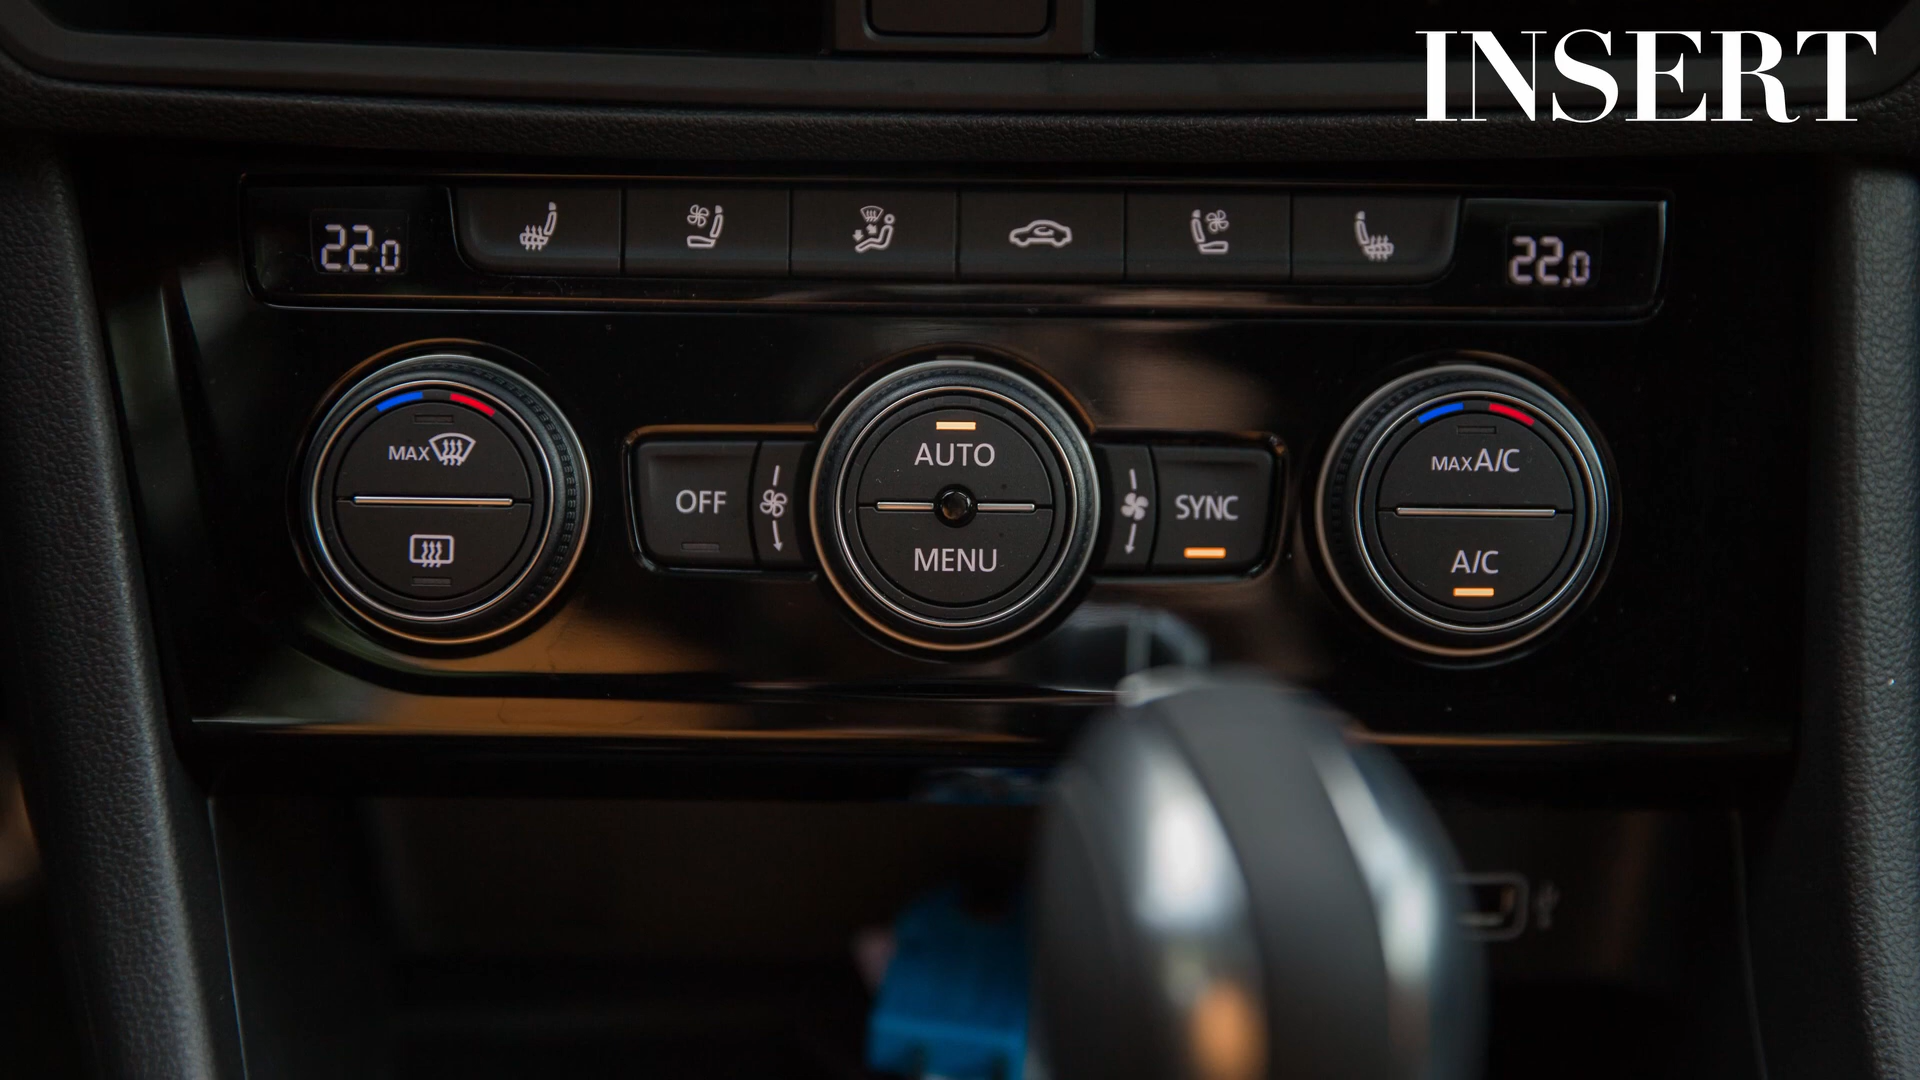 INSERT
22.0
22.0
MAX
AUTO
MAX A/C
OFF
SYNC
MENU
A/C